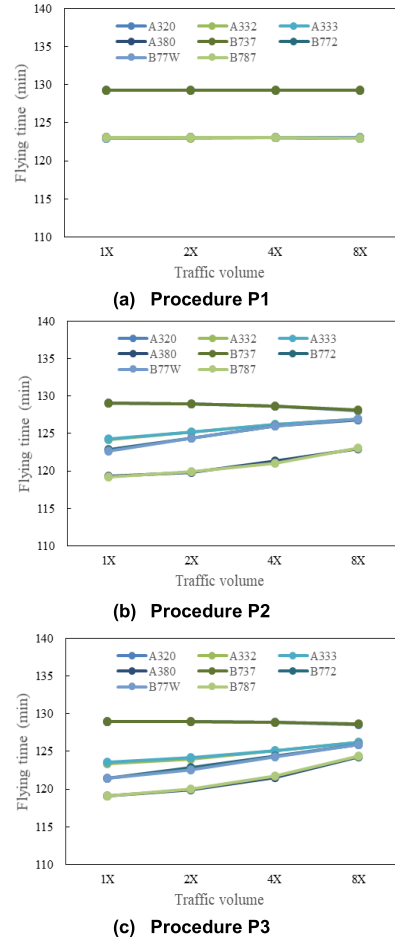 140
A320 A332 A333
135
A380 B737 B772
B77W B787
130
125
120
115
110
Flying time (min)
1X 2X 4X 8X
Traffic volume
(a) Procedure P1
140
A320 A332 A333
135
A380 B737 B772
B77W B787
130
125
120
115
110
Flying time (min)
1X 2X 4X 8X
Traffic volume
(b) Procedure P2
140
A320 A332 A333
135
A380 B737 B772
B77W B787
130
125
120
115
110
Flying time (min)
1X 2X 4X 8X
Traffic volume
(c) Procedure P3